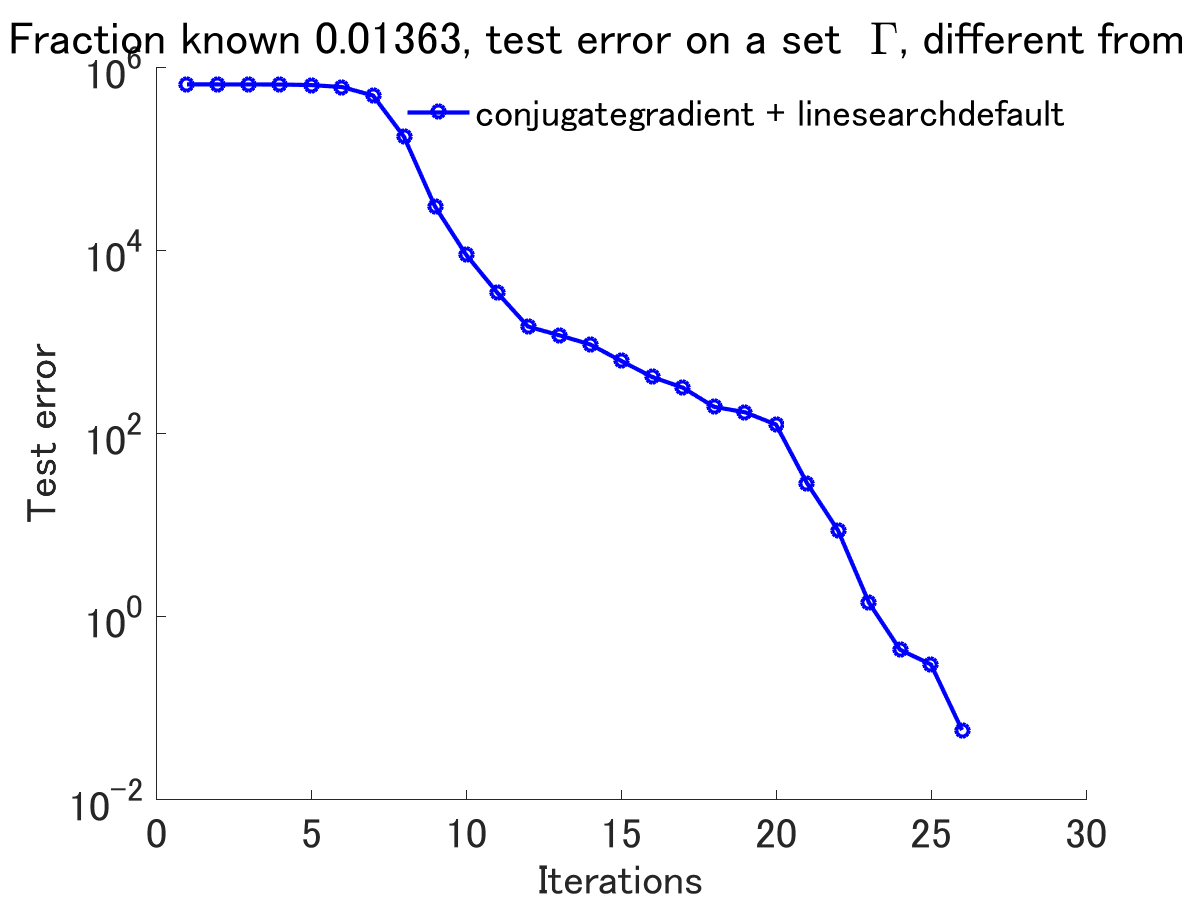 Fraction known 0.01363, test error on a set Γ, different from
10^6
conjugategradient + linesearchdefault
10^4
10^2
10^0
10^-2
Test error
0 5 10 15 20 25 30
Iterations